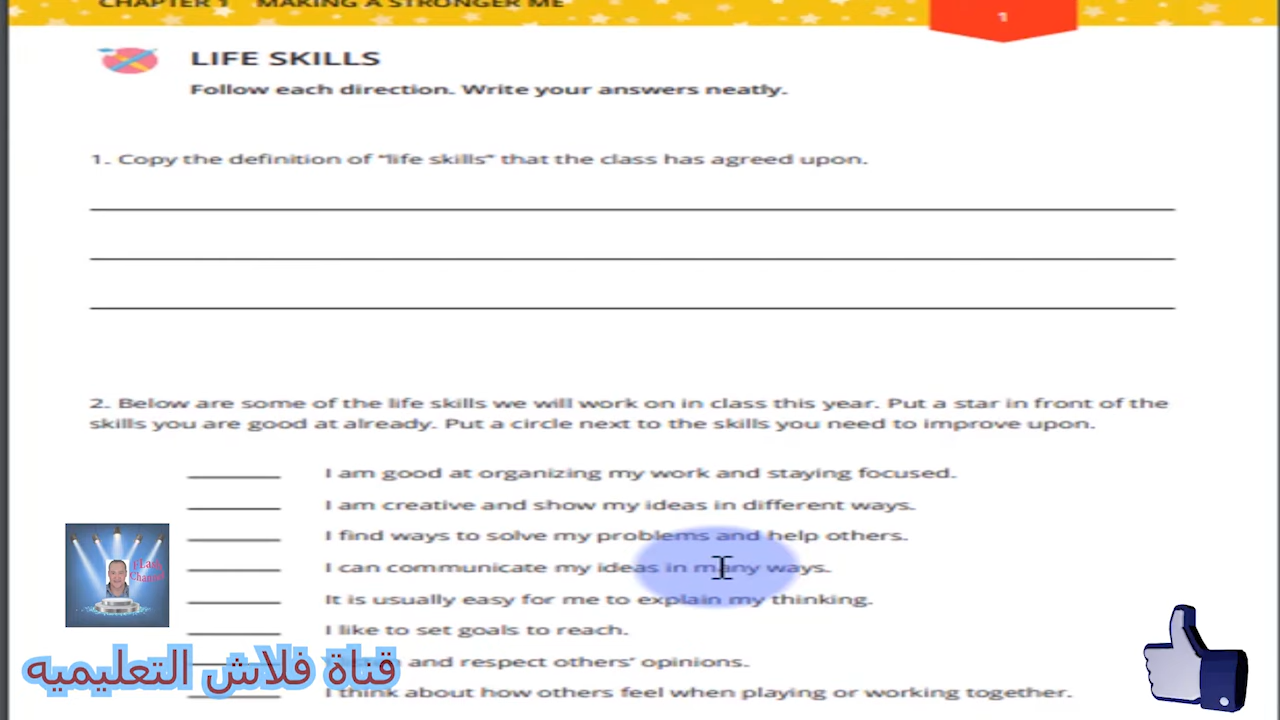 CHAPTER 1 MAKING A STRONGER ME
1
LIFE SKILLS
Follow each direction. Write your answers neatly.
1. Copy the definition of “life skills” that the class has agreed upon.
2. Below are some of the life skills we will work on in class this year. Put a star in front of the
skills you are good at already. Put a circle next to the skills you need to improve upon.
I am good at organizing my work and staying focused.
I am creative and show my ideas in different ways.
I find ways to solve my problems and help others.
I can communicate my ideas in many ways.
It is usually easy for me to explain my thinking.
I like to set goals to reach.
and respect others’ opinions.
I think about how others feel when playing or working together.
FLash
Channel
قناة فلاش التعليميه